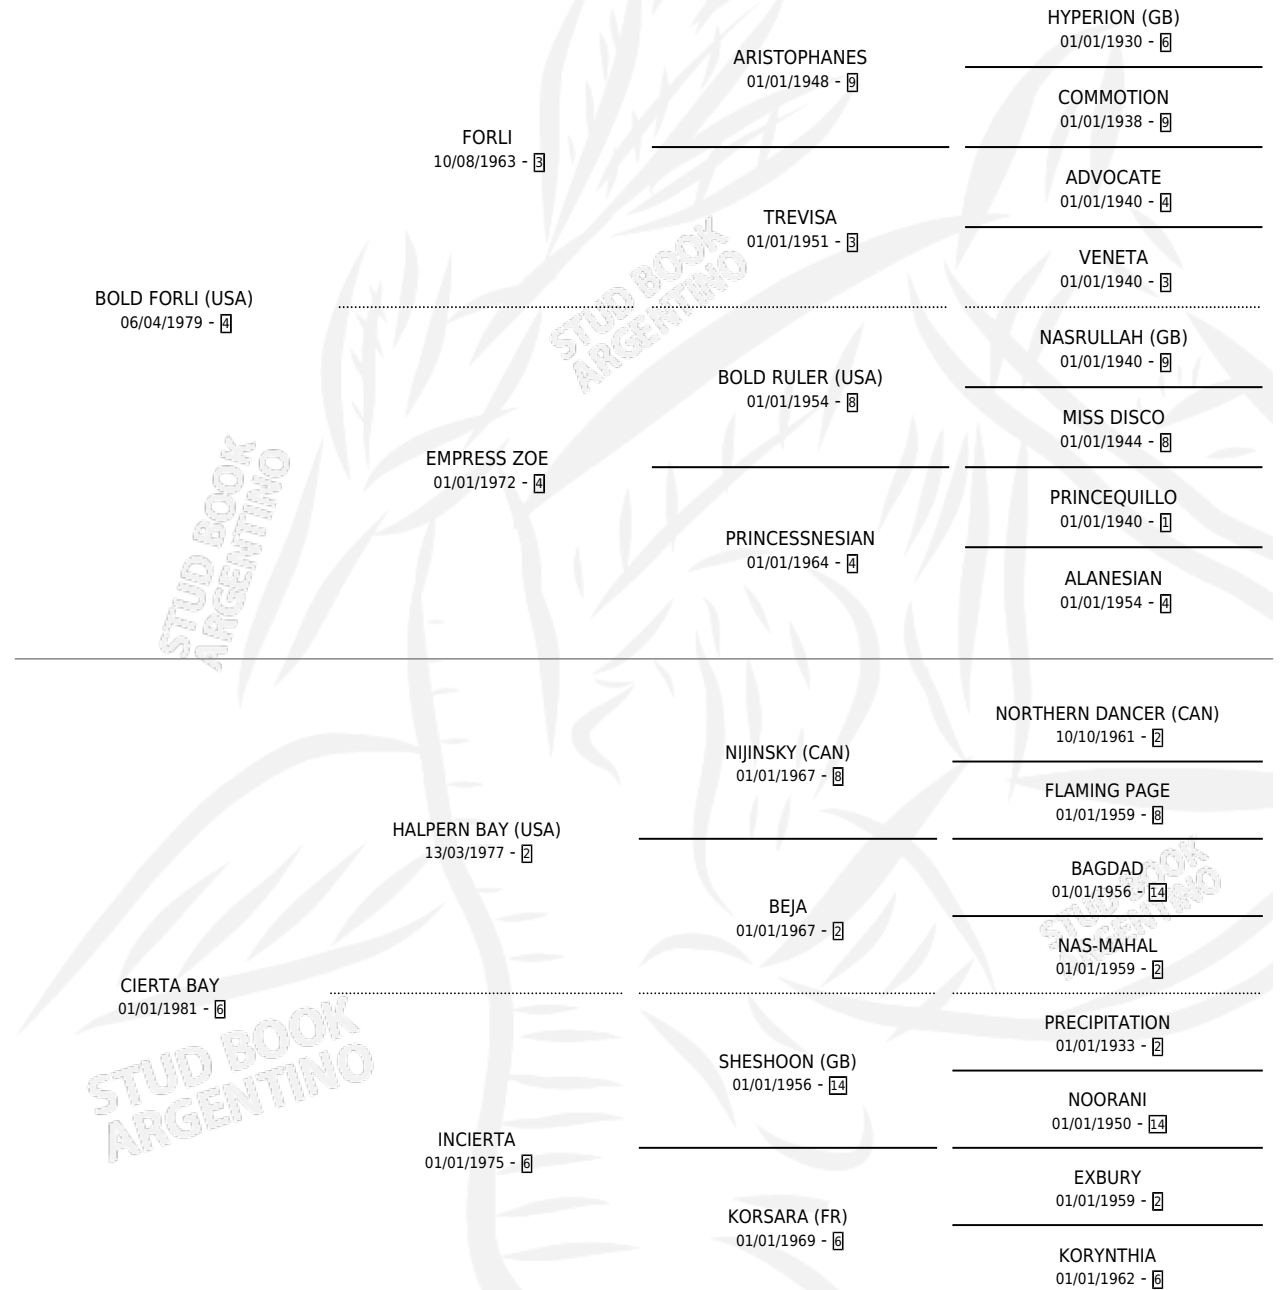 HYPERION (GB)
01/01/1930 - 6
ARISTOPHANES
01/01/1948 - 9
COMMOTION
01/01/1938 - 9
FORLI
10/08/1963 - 3
ADVOCATE
01/01/1940 - 4
TREVISA
01/01/1951 - 3
VENETA
01/01/1940 - 3
BOLD FORLI (USA)
06/04/1979 - 4
NASRULLAH (GB)
01/01/1940 - 9
BOLD RULER (USA)
01/01/1954 - 8
MISS DISCO
01/01/1944 - 8
EMPRESS ZOE
01/01/1972 - 4
PRINCEQUILLO
01/01/1940 - 1
PRINCESSNESIAN
01/01/1964 - 4
ALANESIAN
01/01/1954 - 4
NORTHERN DANCER (CAN)
10/10/1961 - 2
NIJINSKY (CAN)
01/01/1967 - 8
FLAMING PAGE
01/01/1959 - 8
HALPERN BAY (USA)
13/03/1977 - 2
BAGDAD
01/01/1956 - 14
BEJA
01/01/1967 - 2
NAS-MAHAL
01/01/1959 - 2
CIERTA BAY
01/01/1981 - 6
PRECIPITATION
01/01/1933 - 2
SHESHOON (GB)
01/01/1956 - 14
NOORANI
01/01/1950 - 14
INCIERTA
01/01/1975 - 6
EXBURY
01/01/1959 - 2
KORSARA (FR)
01/01/1969 - 6
KORYNTHIA
01/01/1962 - 6
STUD BOOK
ARGENTINO
STUD BOOK
ARGENTINO
STUD BOOK
ARGENTINO
STUD BOOK
ARGENTINO